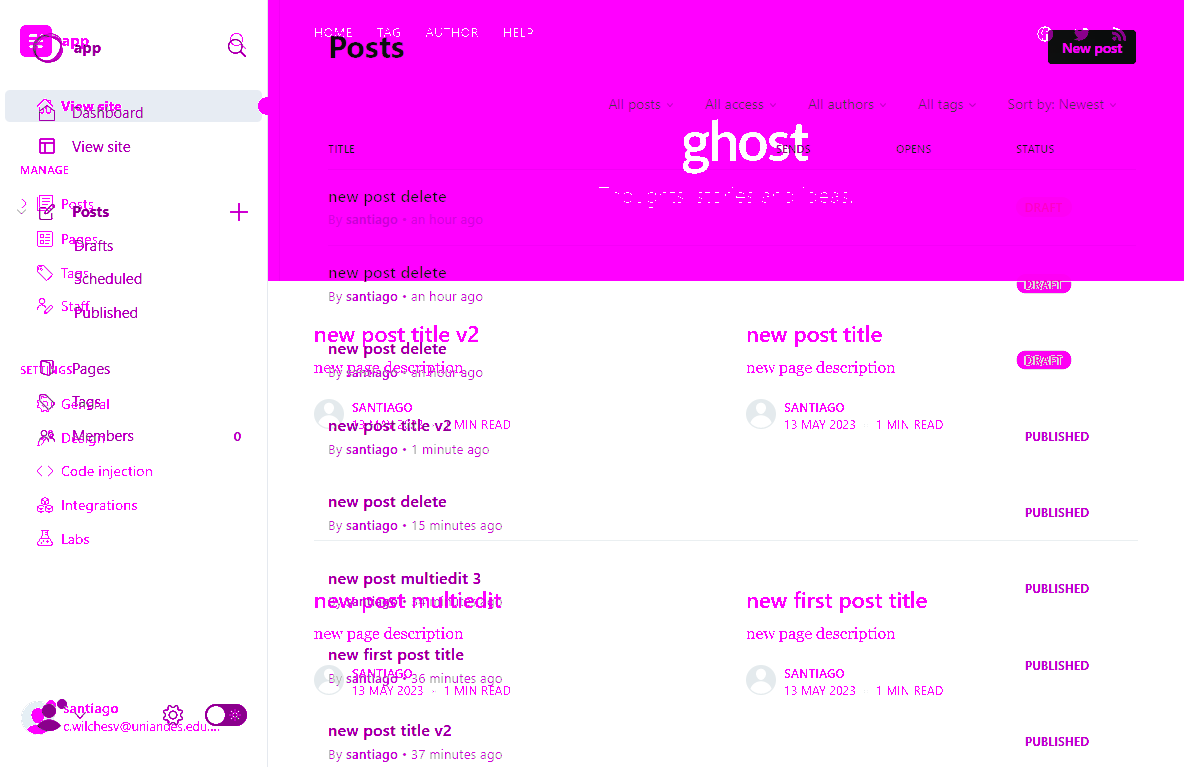 app
app
View site
Dashboard
View site
MANAGE
Posts
Posts
Pages
Drafts
Tags
Scheduled
Staff
Published
SETTINGS
Pages
General
Tags
Design
Members 0
Code injection
Integrations
Labs
Santiago
c.wilchesv@uniandes.edu....
HOME TAG AUTHOR HELP
Posts
New post
All posts All access All authors All tags Sort by: Newest
ghost
Thoughts, stories and ideas.
TITLE SENDS OPENS STATUS
new post delete
By santiago • an hour ago
DRAFT
new post delete
By santiago • an hour ago
DRAFT
new post title v2
new page description
new post title
new page description
new post delete
By santiago • an hour ago
DRAFT
SANTIAGO
13 MAY 2023 · 1 MIN READ
SANTIAGO
13 MAY 2023 1 MIN READ
new post title v2
By santiago • 1 minute ago
PUBLISHED
new post delete
By santiago • 15 minutes ago
PUBLISHED
new post multiedit 3
By santiago • minutes ago
PUBLISHED
new post multiedit
new page description
new first post title
new page description
new first post title
By santiago • 36 minutes ago
PUBLISHED
SANTIAGO
13 MAY 2023 · 1 MIN READ
SANTIAGO
13 MAY 2023 1 MIN READ
new post title v2
By santiago • 37 minutes ago
PUBLISHED